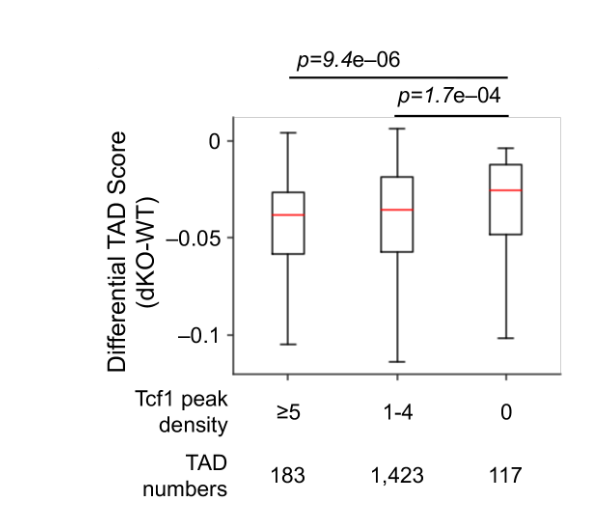 p=9.4e–06
p=1.7e–04
Differential TAD Score
(dKO-WT)
0
–0.05
–0.1
Tcf1 peak
density
≥5
1-4
0
TAD
numbers
183
1,423
117